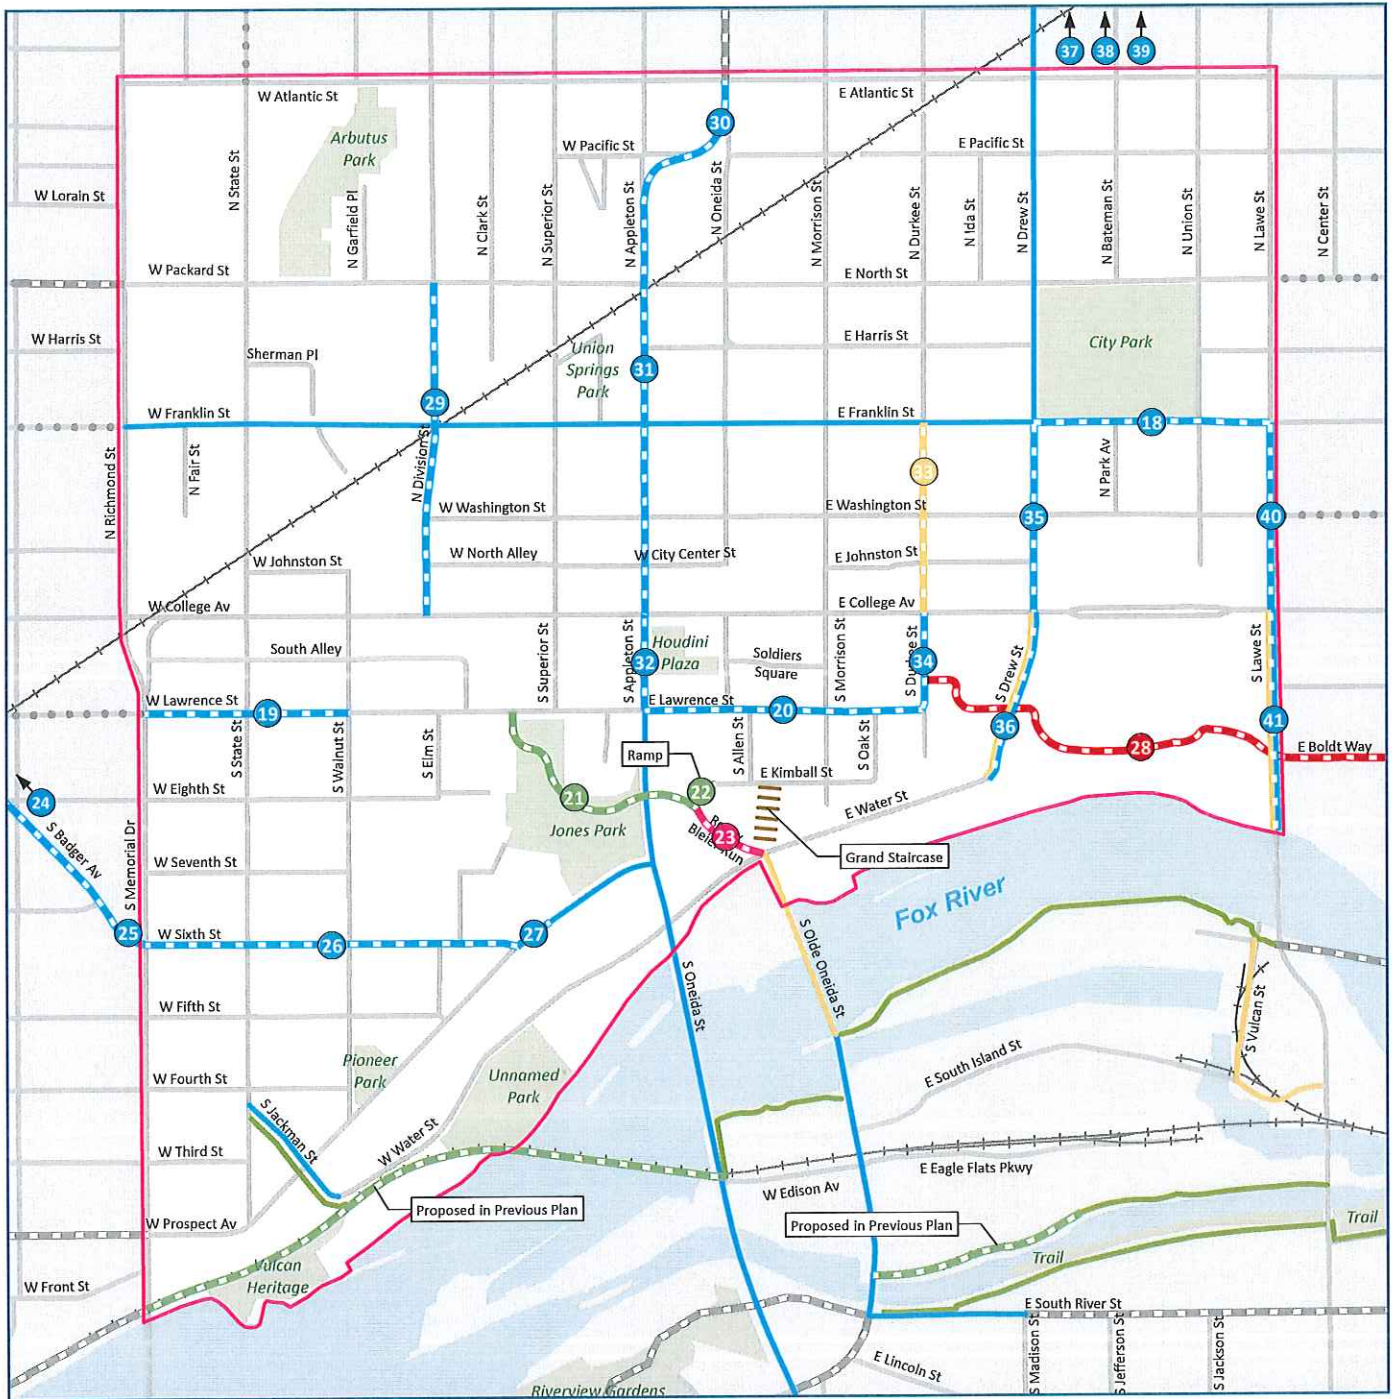 37
38
39
W Atlantic St
E Atlantic St
30
Arbutus
Park
W Pacific St
E Pacific St
N State St
W Lorain St
N Garfield Pl
N Clark St
N Superior St
N Appleton St
N Oneida St
N Morrison St
N Durkee St
N Ida St
N Drew St
N Bateman St
N Union St
N Lawe St
N Center St
W Packard St
E North St
W Harris St
E Harris St
City Park
Sherman Pl
Union
Springs
Park
31
29
W Franklin St
E Franklin St
18
N Richmond St
N Fair St
N Division St
33
N Park Av
W Washington St
E Washington St
35
40
W North Alley
W City Center St
E Johnston St
W Johnston St
W College Av
E College Av
South Alley
S Superior St
S Appleton St
Houdini
Plaza
32
Soldiers
Square
S Morrison St
S Durkee St
34
S Drew St
S Lawe St
W Lawrence St
E Lawrence St
19
20
36
41
S State St
S Walnut St
S Elm St
Ramp
S Allen St
S Oak St
28
E Boldt Way
E Kimball St
24
W Eighth St
21
22
Jones Park
23
E Water St
S Badger Av
S Memorial Dr
Grand Staircase
W Seventh St
Fox River
25
W Sixth St
26
27
S Olde Oneida St
S Oneida St
W Fifth St
S Vulcan St
E South Island St
Pioneer
Park
Unnamed
Park
W Fourth St
S Jackman St
W Water St
W Third St
E Eagle Flats Pkwy
W Edison Av
Proposed in Previous Plan
W Prospect Av
Proposed in Previous Plan
Trail
Trail
Vulcan
Heritage
W Front St
E South River St
S Madison St
S Jefferson St
S Jackson St
E Lincoln St
Riverview Gardens